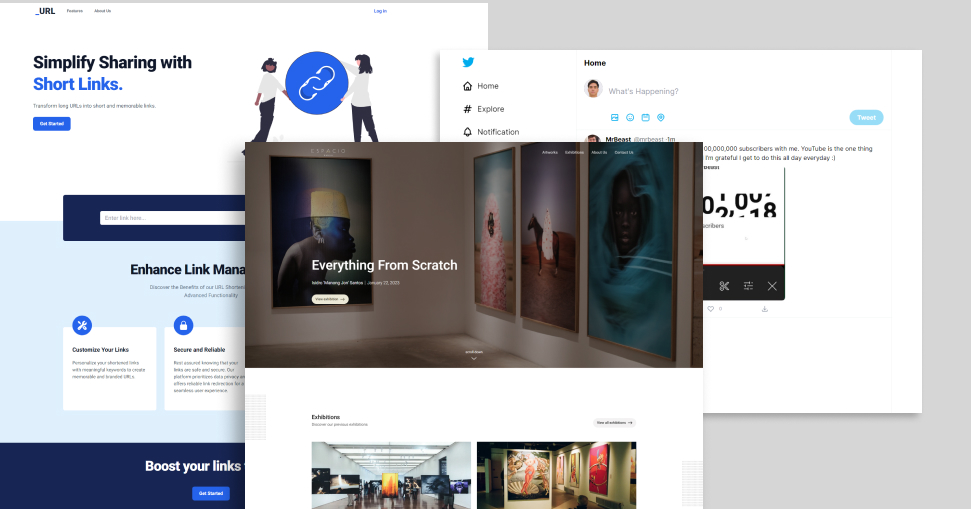 _URL
Features
About Us
Log In
Simplify Sharing with
Short Links.
Transform long URLs into short and memorable links.
Get Started
Enter link here...
Enhance Link Mana
Discover the Benefits of our URL Shorten
Advanced Functionality
Customize Your Links
Personalize your shortened links
with meaningful keywords to create
memorable and branded URLs.
Secure and Reliable
Rest assured knowing that your
links are safe and secure. Our
platform prioritizes data privacy an
offers reliable link redirection for a
seamless user experience.
Boost your links
Get Started
Home
Explore
Notification
Home
What's Happening?
Tweet
MrBeast @mrbeast ·1m
00,000,000 subscribers with me. YouTube is the one thing
I'm grateful I get to do this all day everyday :)
Beast
scribers
0
ESPACIO
Artworks
Exhibitions
About Us
Contact Us
Everything From Scratch
Isidro 'Manong Jon' Santos | January 22, 2023
View exhibition
scroll down
Exhibitions
Discover our previous exhibitions
View all exhibitions